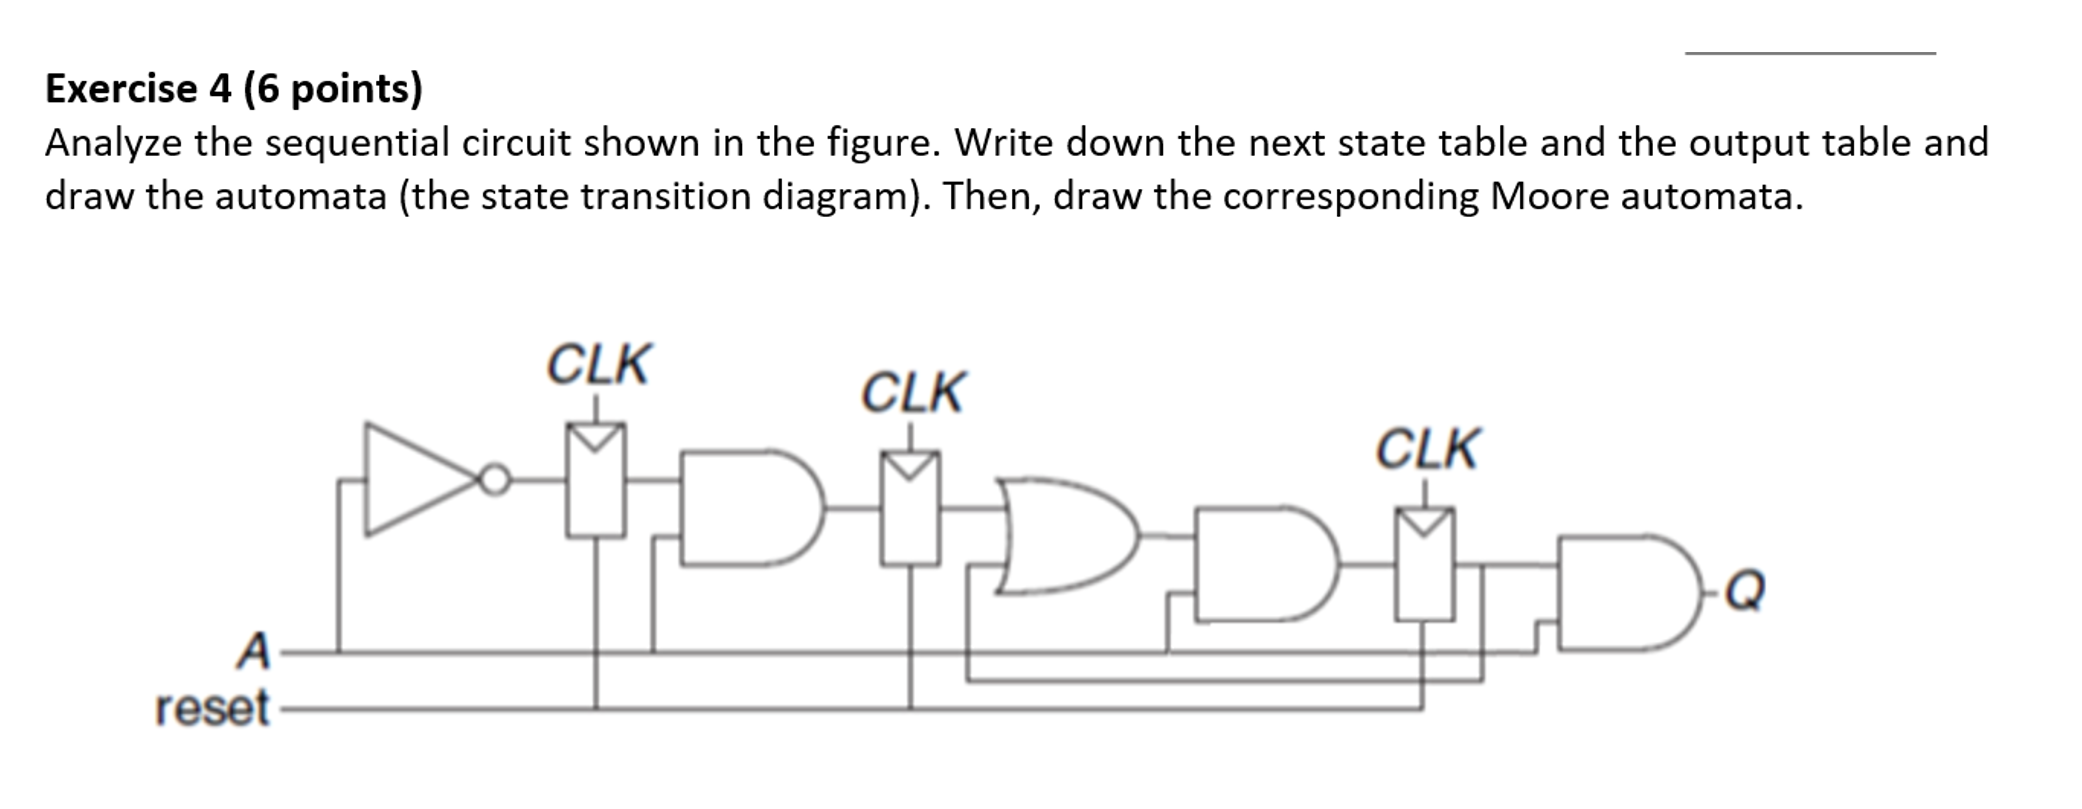 Exercise 4 (6 points)
Analyze the sequential circuit shown in the figure. Write down the next state table and the output table and
draw the automata (the state transition diagram). Then, draw the corresponding Moore automata.
CLK
CLK
CLK
Q
A
reset